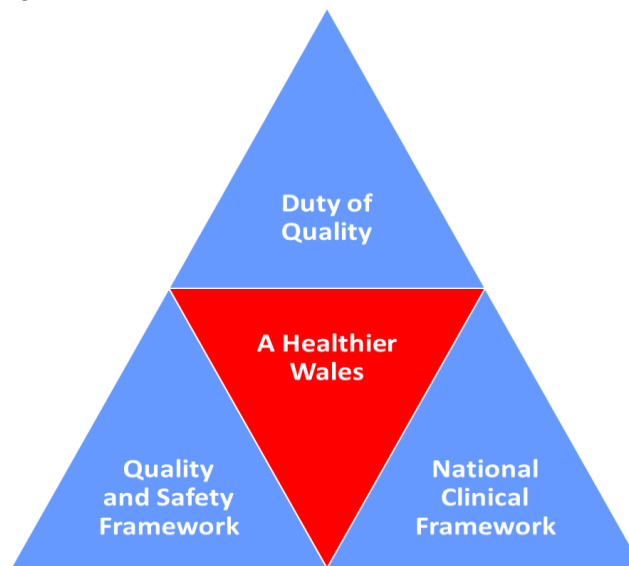 Duty of
Quality
A Healthier
Wales
Quality
and Safety
Framework
National
Clinical
Framework